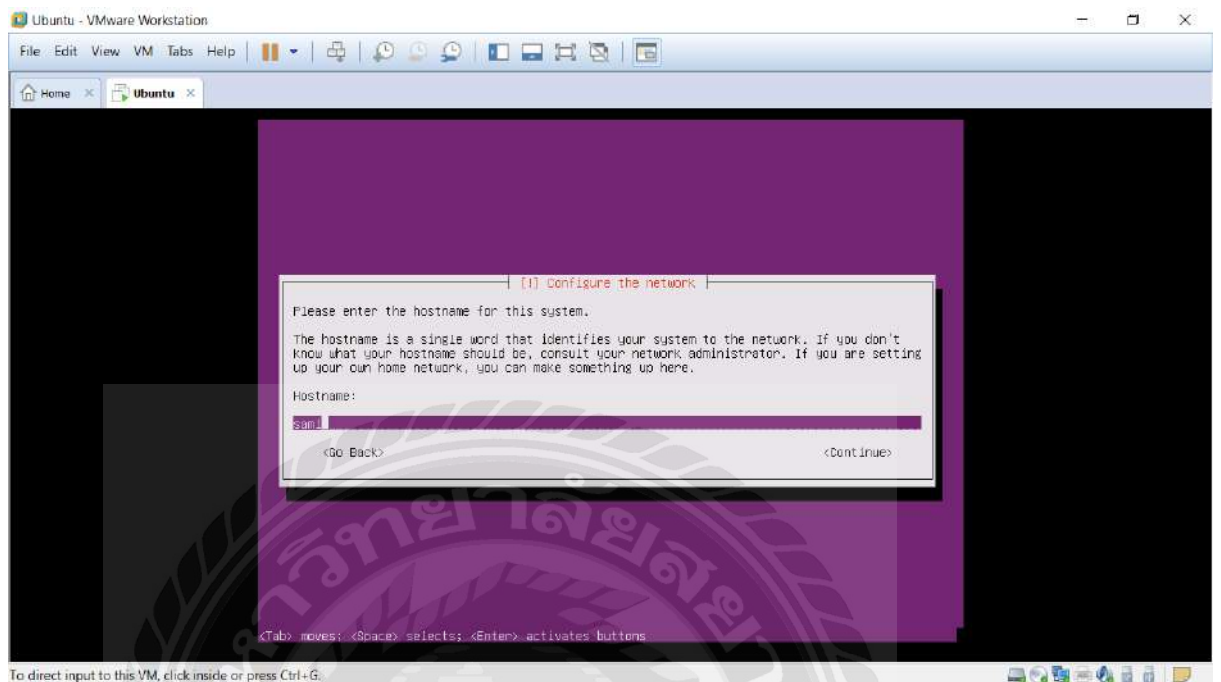 Ubuntu - VMware Workstation
File Edit View VM Tabs Help
Home Ubuntu
[!] Configure the network
Please enter the hostname for this system.
The hostname is a single word that identifies your system to the network. If you don't
know what your hostname should be, consult your network administrator. If you are setting
up your own home network, you can make something up here.
Hostname:
<Go Back> <Continue>
<Tab> moves; <Space> selects; <Enter> activates buttons
To direct input to this VM, click inside or press Ctrl+G.